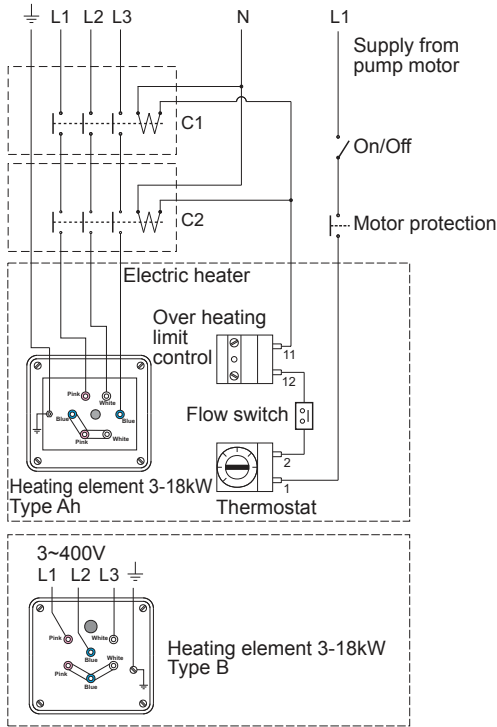 L1 L2 L3 N L1
Supply from
pump motor
C1
On/Off
C2
Motor protection
Electric heater
Over heating
limit
control
11
12
Pink
White
Blue
Blue
Pink
White
Flow switch
2
1
Heating element 3-18kW
Type Ah
Thermostat
3~400V
L1 L2 L3
Pink
White
Blue
White
Pink
Blue
Heating element 3-18kW
Type B